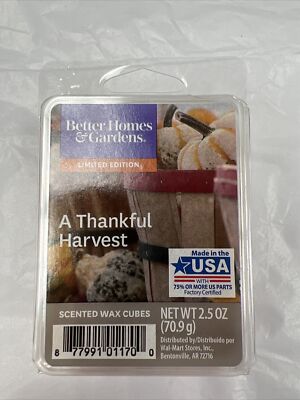 Better Homes
& Gardens®
LIMITED EDITION
A Thankful
Harvest
Made in the
USA
WITH
75% OR MORE US PARTS
Factory Certified
SCENTED WAX CUBES
NET WT 2.5 OZ
(70.9 g)
Distributed by/Distribuido por
Wal-Mart Stores, Inc.,
Bentonville, AR 72716
8 77991 01170 0